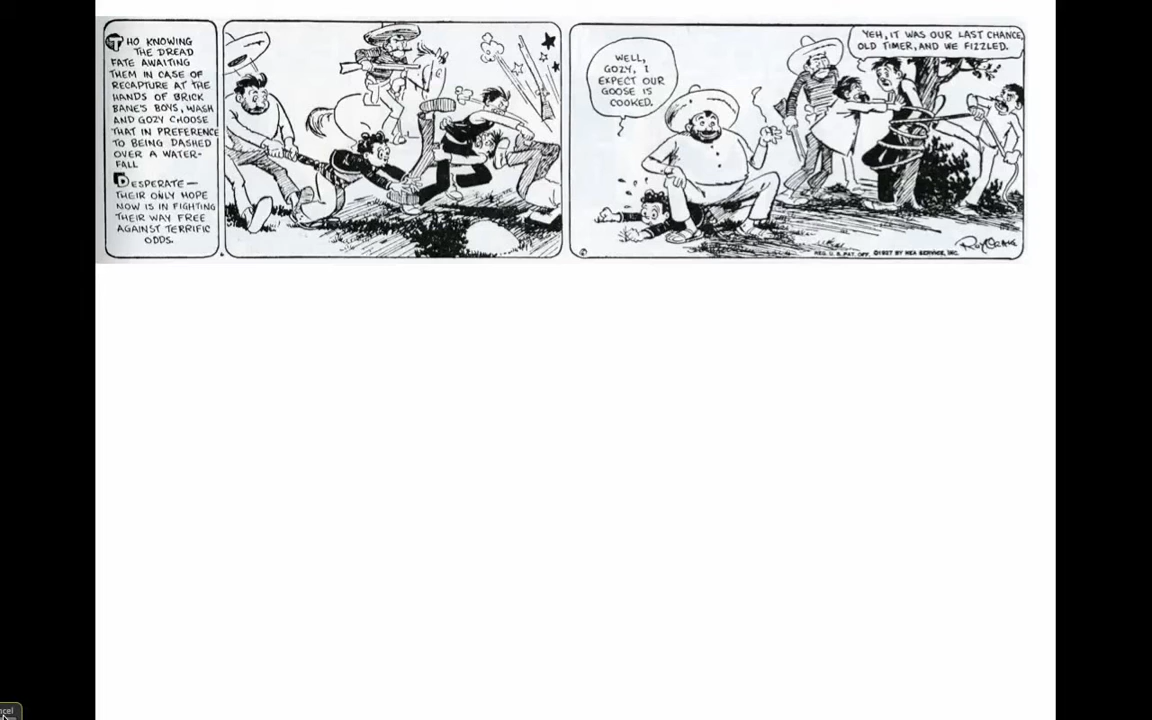 THO KNOWING
THE DREAD
FATE AWAITING
THEM IN CASE OF
RECAPTURE AT THE
HANDS OF BRICK
BANE'S BOYS, WASH
AND GOZY CHOOSE
THAT IN PREFERENCE
TO BEING DASHED
OVER A WATER-
FALL
DESPERATE—
THEIR ONLY HOPE
NOW IS IN FIGHTING
THEIR WAY FREE
AGAINST TERRIFIC
ODDS.
WELL,
GOZY, I
EXPECT OUR
GOOSE IS
COOKED.
YEH, IT WAS OUR LAST CHANCE,
OLD TIMER, AND WE FIZZLED.
Roy Crane
REG. U.S. PAT. OFF. ©1927 BY NEA SERVICE, INC.
ncel